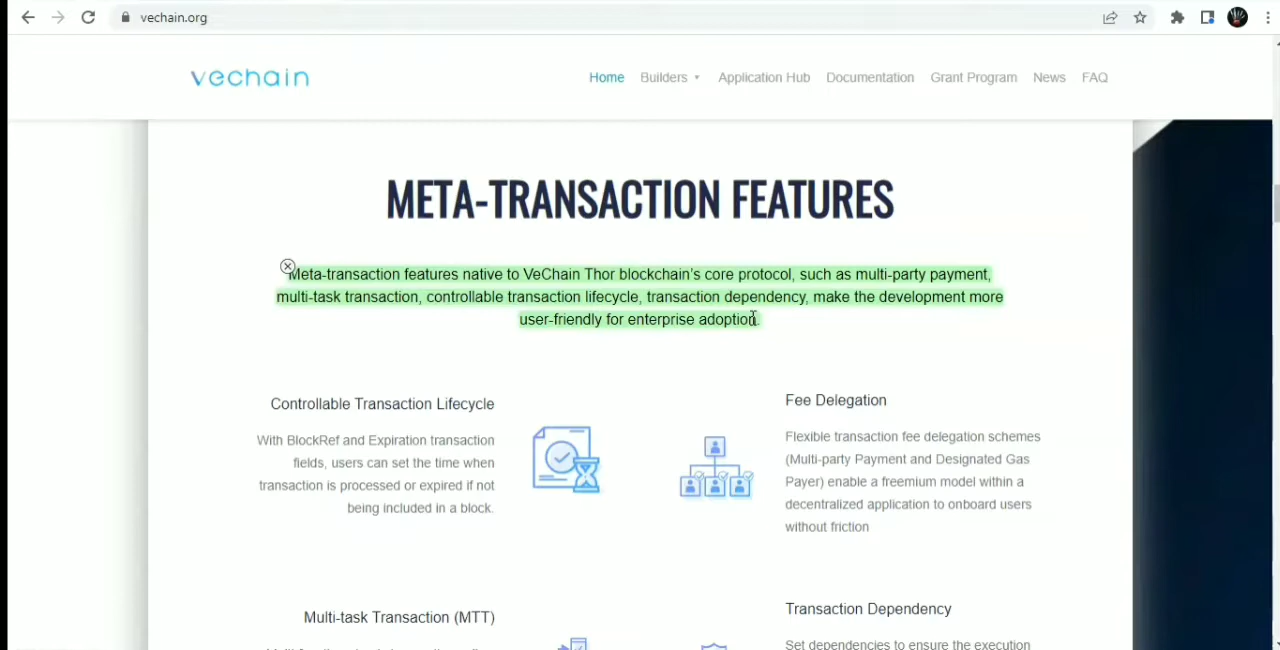 vechain.org
vechain
Home Builders Application Hub Documentation Grant Program News FAQ
META-TRANSACTION FEATURES
Meta-transaction features native to VeChain Thor blockchain's core protocol, such as multi-party payment,
multi-task transaction, controllable transaction lifecycle, transaction dependency, make the development more
user-friendly for enterprise adoption.
Controllable Transaction Lifecycle
With BlockRef and Expiration transaction
fields, users can set the time when
transaction is processed or expired if not
being included in a block.
Fee Delegation
Flexible transaction fee delegation schemes
(Multi-party Payment and Designated Gas
Payer) enable a freemium model within a
decentralized application to onboard users
without friction
Multi-task Transaction (MTT)
Transaction Dependency
Set dependencies to ensure the execution